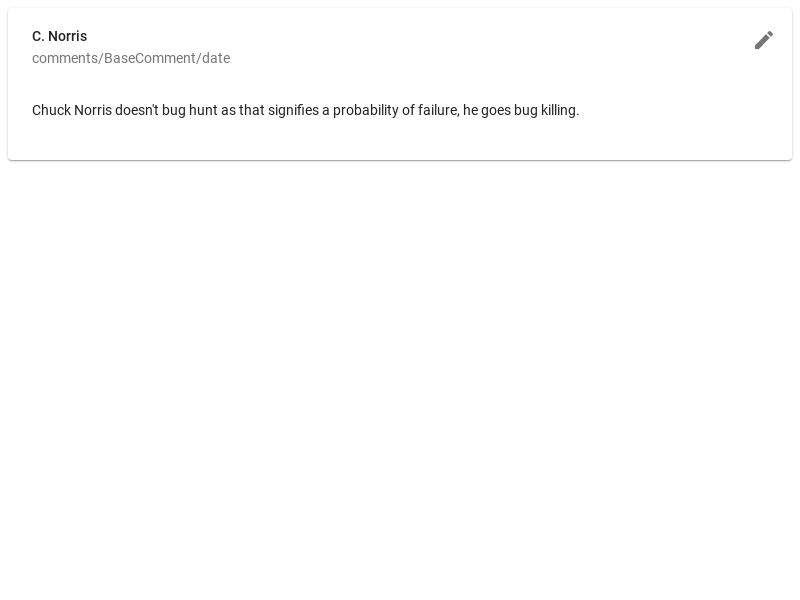 C. Norris
comments/BaseComment/date
Chuck Norris doesn't bug hunt as that signifies a probability of failure, he goes bug killing.